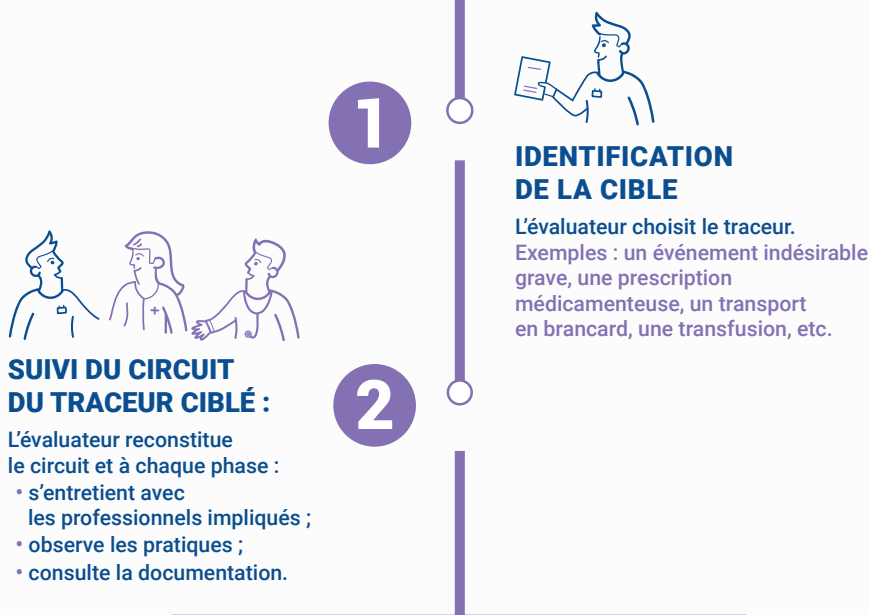 1
IDENTIFICATION
DE LA CIBLE
L'évaluateur choisit le traceur.
Exemples : un événement indésirable
grave, une prescription
médicamenteuse, un transport
en brancard, une transfusion, etc.
2
SUIVI DU CIRCUIT
DU TRACEUR CIBLÉ :
L'évaluateur reconstitue
le circuit et à chaque phase :
• s'entretient avec
les professionnels impliqués ;
• observe les pratiques ;
• consulte la documentation.